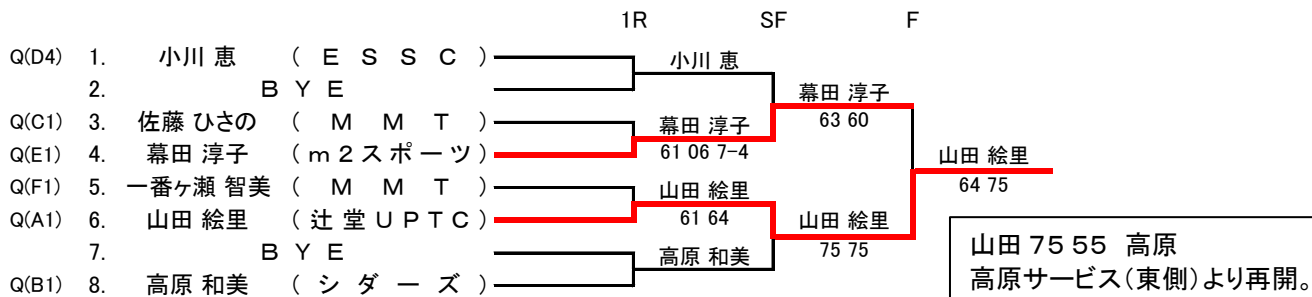 1R SF F
Q(D4) 1. 小川 恵 (ESSC) 小川 恵
2. BYE 幕田 淳子
Q(C1) 3. 佐藤 ひさの (MMT) 幕田 淳子 63 60
Q(E1) 4. 幕田 淳子 (m2スポーツ) 61 06 7-4 山田 絵里
Q(F1) 5. 一番ヶ瀬 智美 (MMT) 山田 絵里 64 75
Q(A1) 6. 山田 絵里 (辻堂UPTC) 61 64 山田 絵里
7. BYE 高原 和美 75 75
Q(B1) 8. 高原 和美 (シダーズ)
山田 75 55 高原
高原サービス(東側)より再開。